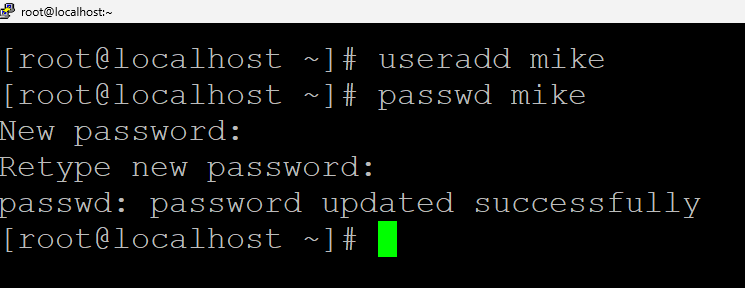 root@localhost:~
[root@localhost ~]# useradd mike
[root@localhost ~]# passwd mike
New password:
Retype new password:
passwd: password updated successfully
[root@localhost ~]#